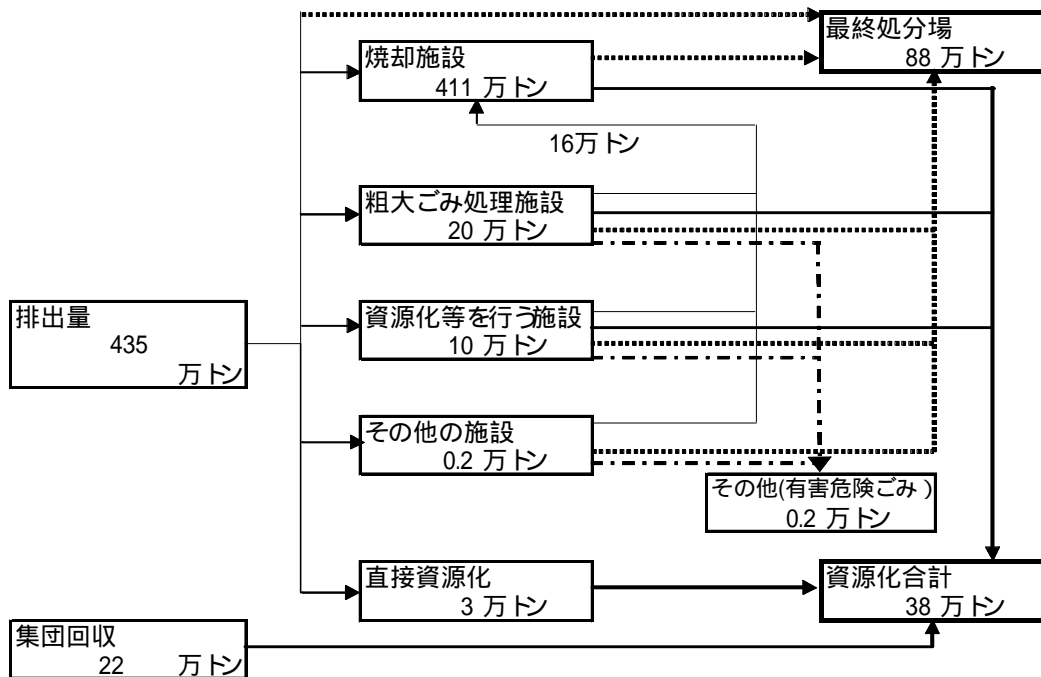 最終処分場
88 万トン
焼却施設
411 万トン
16万トン
粗大ごみ処理施設
20 万トン
排出量
435
万トン
資源化等を行う施設
10 万トン
その他の施設
0.2 万トン
その他(有害危険ごみ)
0.2 万トン
直接資源化
3 万トン
資源化合計
38 万トン
集団回収
22 万トン